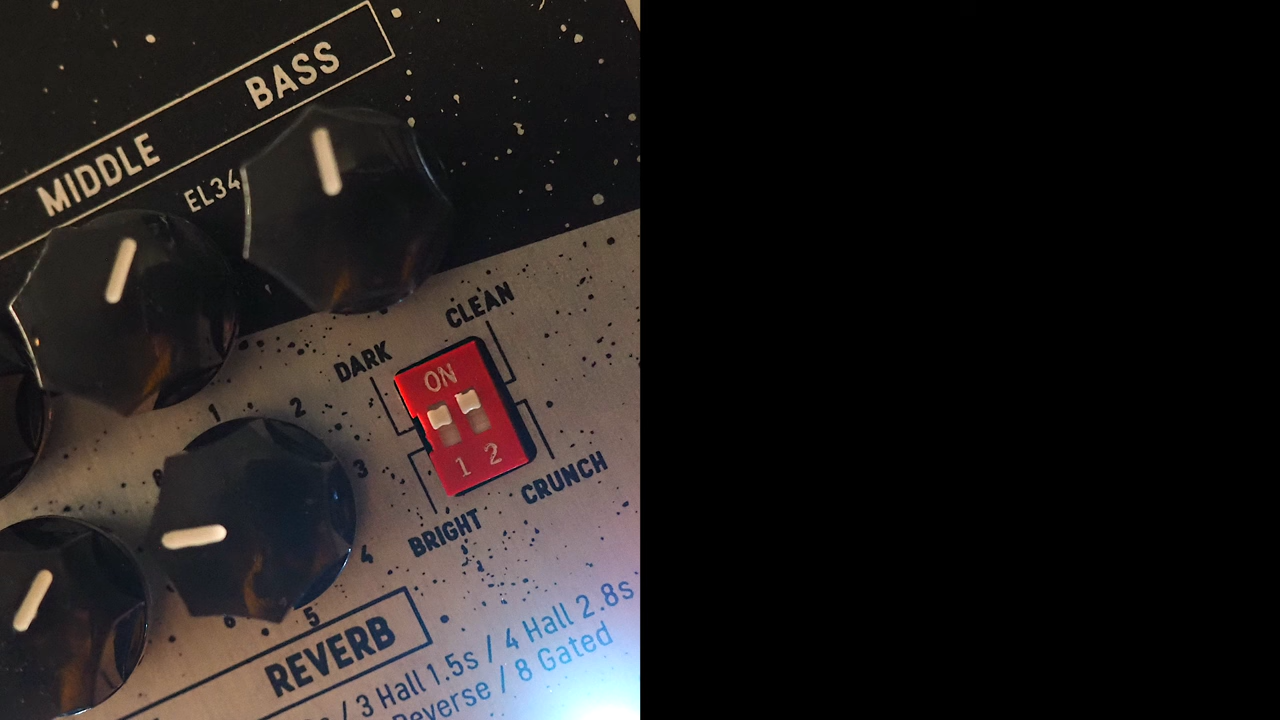 BASS
MIDDLE
EL34
CLEAN
DARK
ON
1 2
1 2
3
CRUNCH
BRIGHT
4
6 5
REVERB
/ 3 Hall 1.5s / 4 Hall 2.8s
Reverse / 8 Gated